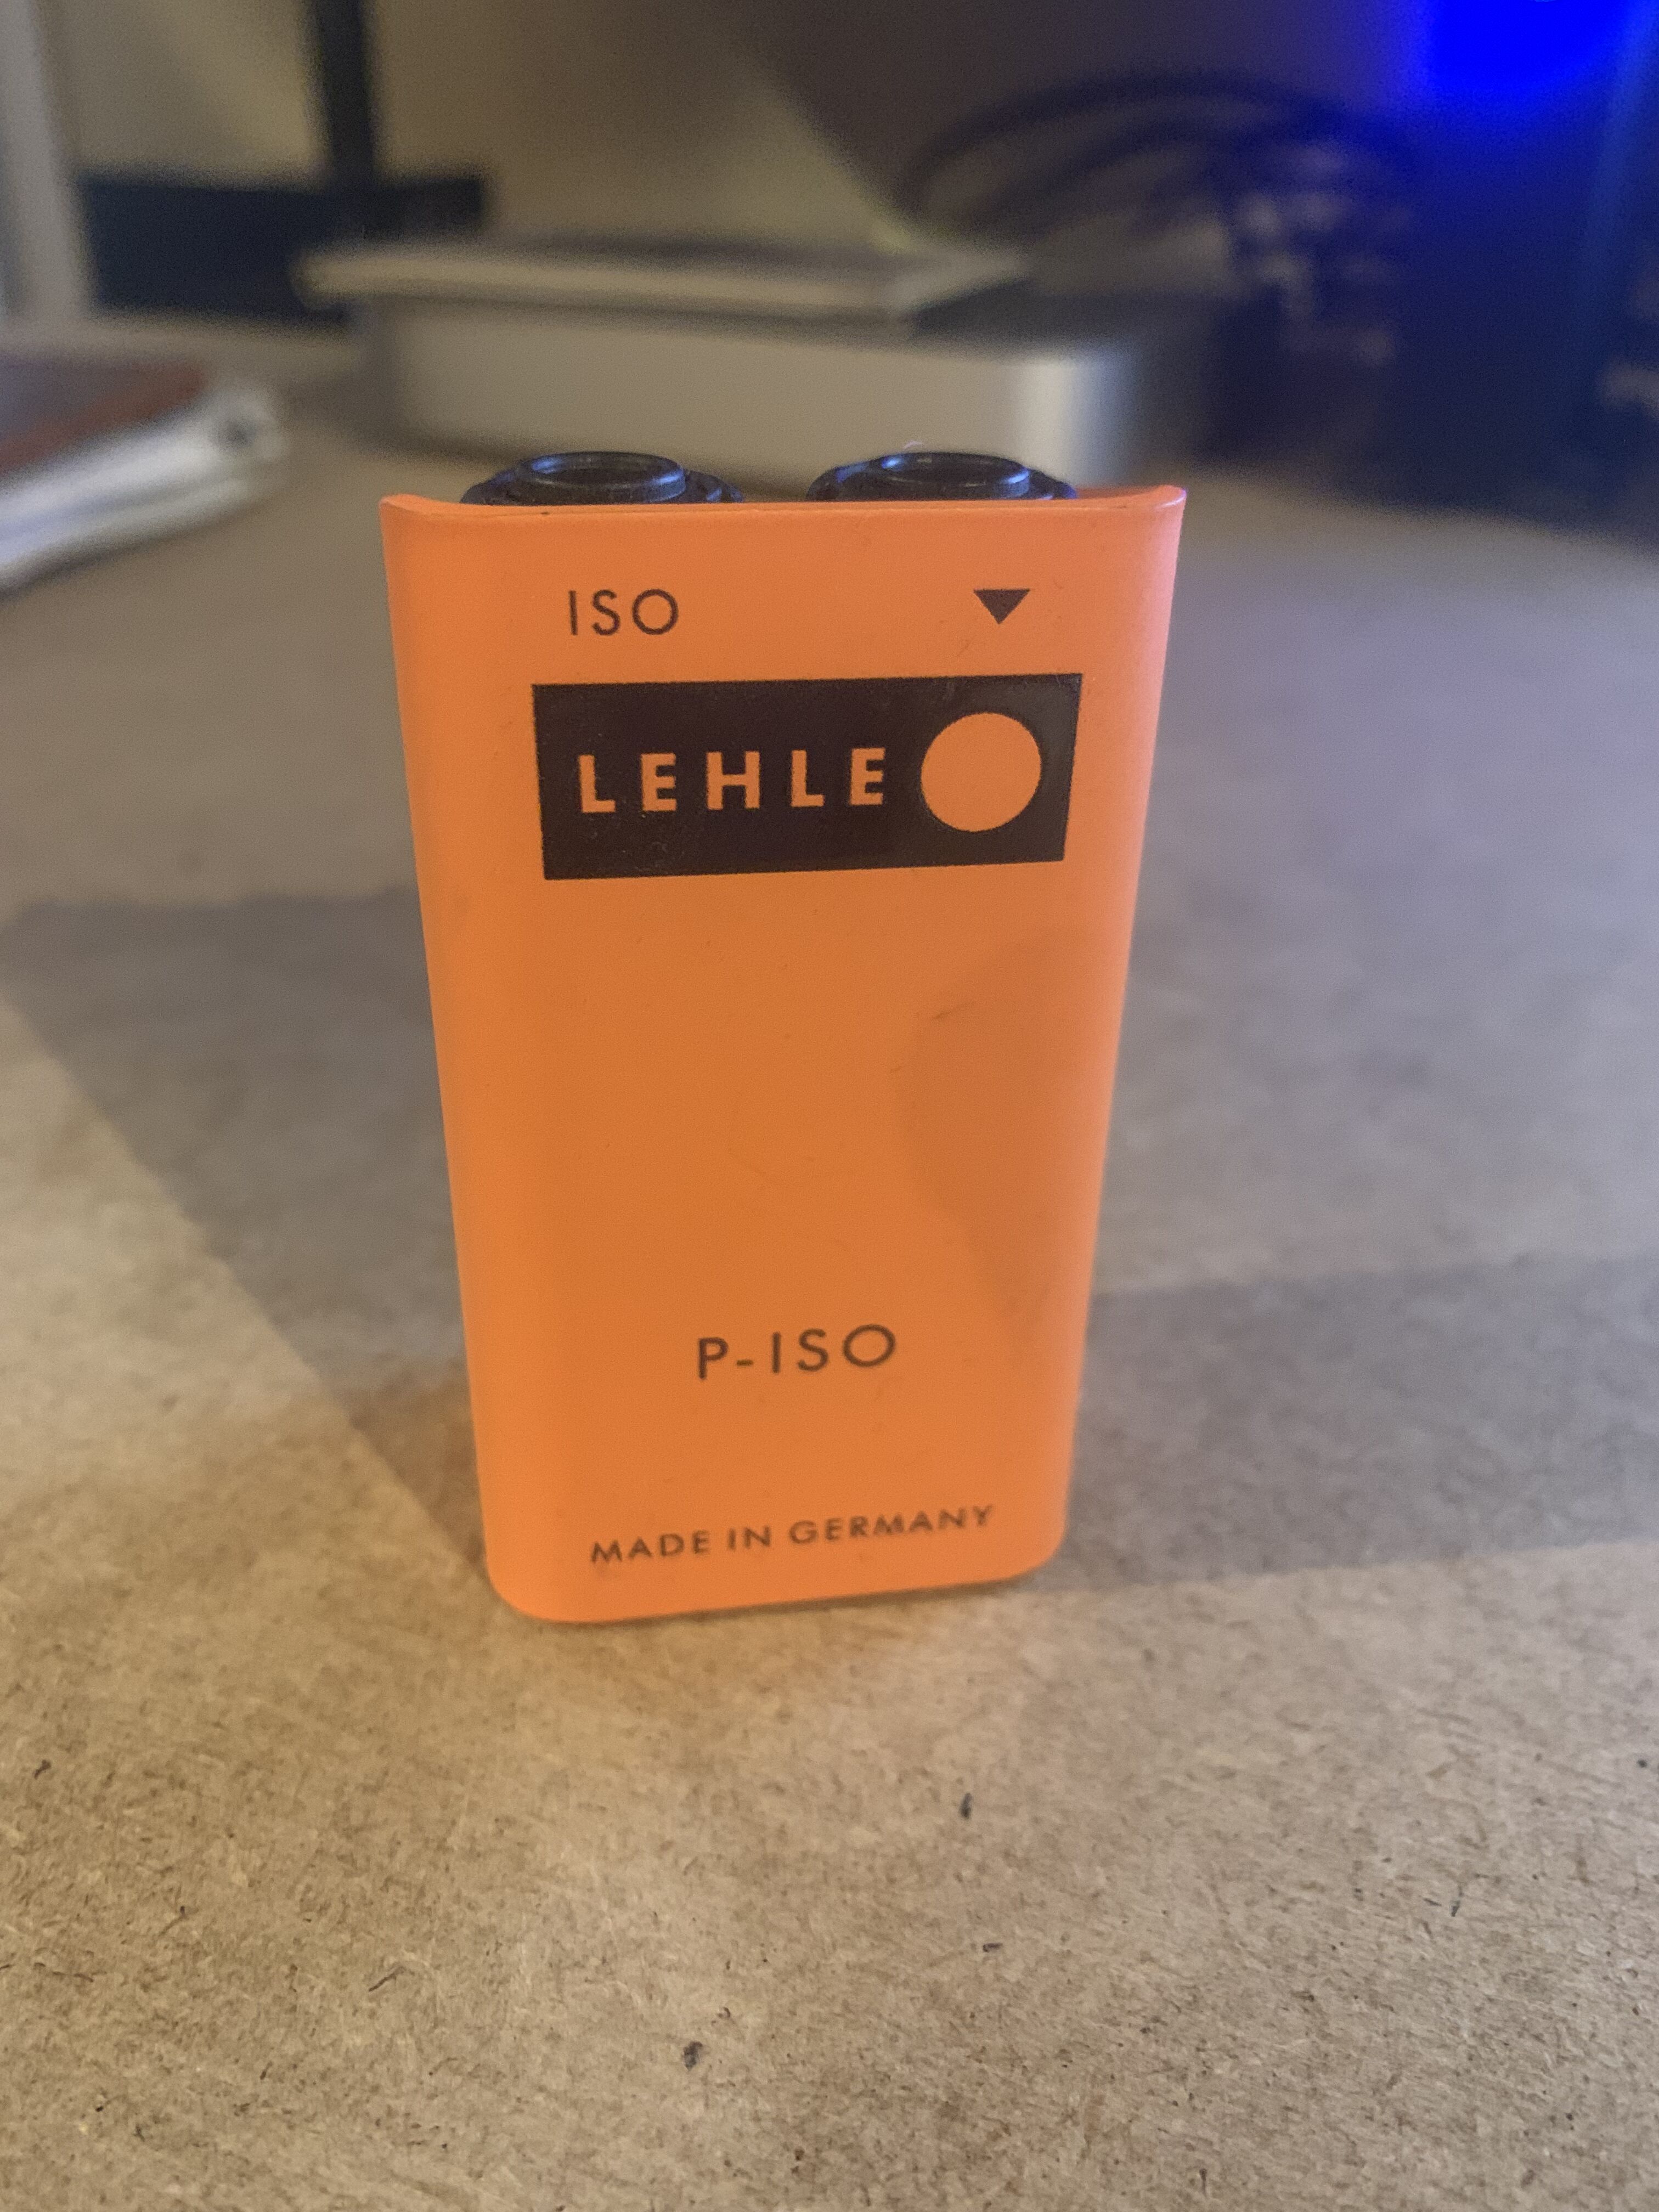 ISO
LEHLE
P-ISO
MADE IN GERMANY